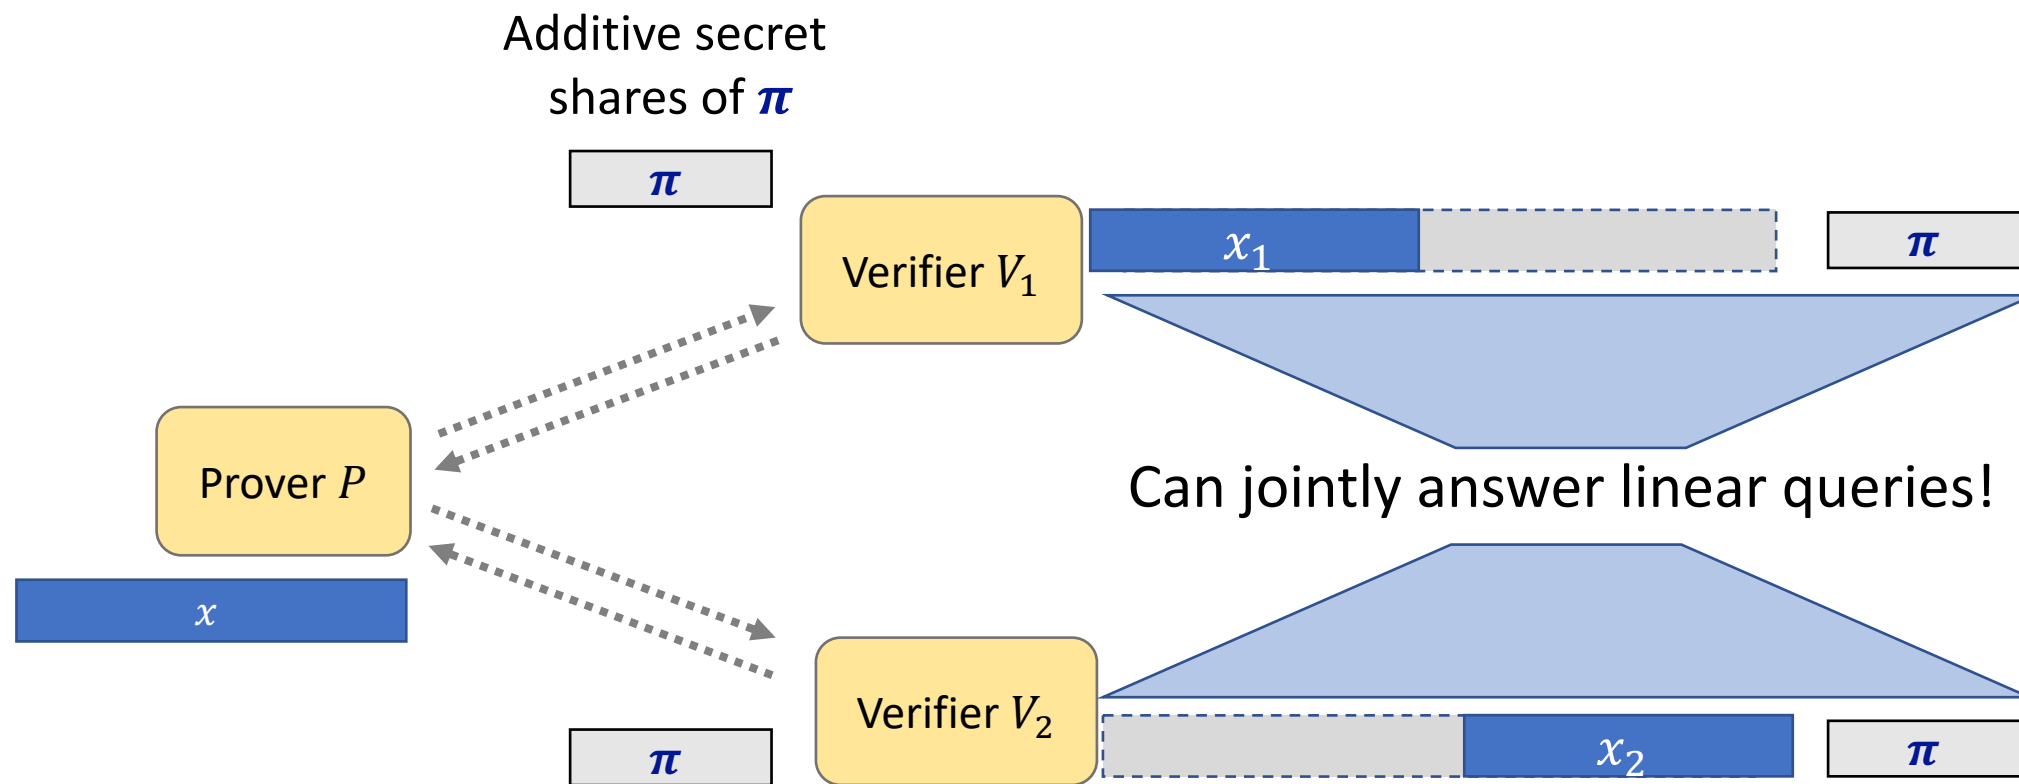 Additive secret
shares of π
π
Verifier V₁
x₁
π
Prover P
Can jointly answer linear queries!
x
Verifier V₂
x₂
π
π